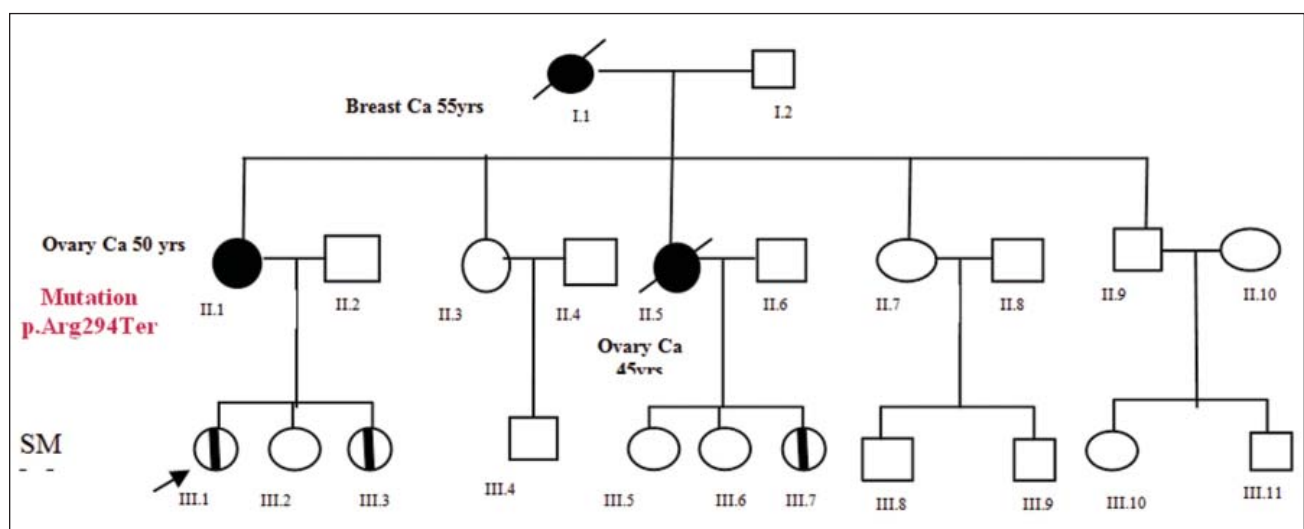 Breast Ca 55yrs
I.1
I.2
Ovary Ca 50 yrs
Mutation
p.Arg294Ter
II.1
II.2
II.3
II.4
II.5
II.6
II.7
II.8
II.9
II.10
Ovary Ca
45yrs
SM
III.1
III.2
III.3
III.4
III.5
III.6
III.7
III.8
III.9
III.10
III.11